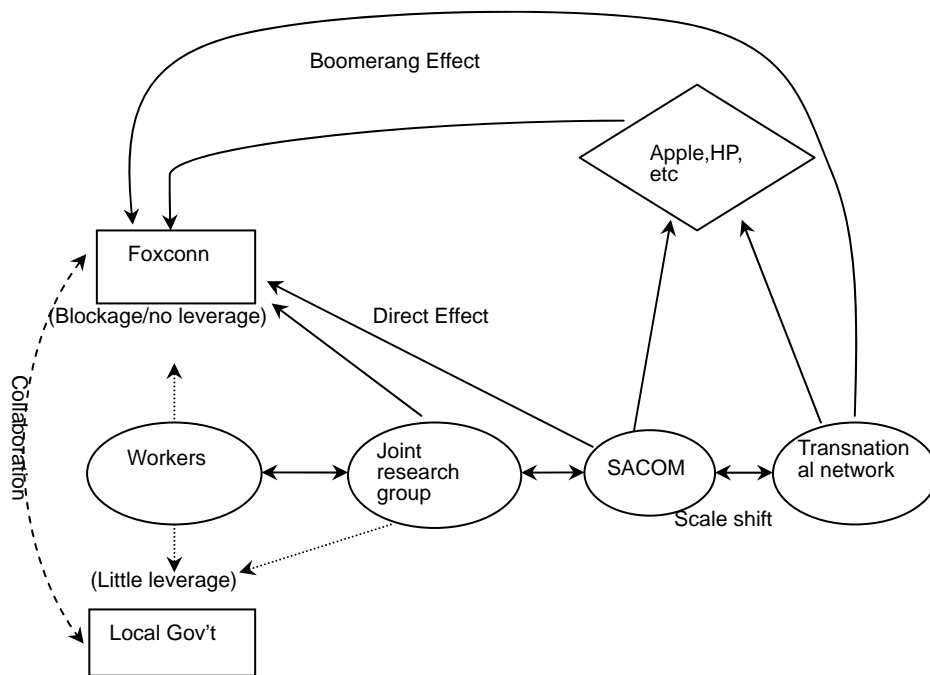 Boomerang Effect
Apple,HP,
etc
Foxconn
(Blockage/no leverage)
Direct Effect
Collaboration
Workers
Joint
research
group
SACOM
Transnation
al network
Scale shift
(Little leverage)
Local Gov't